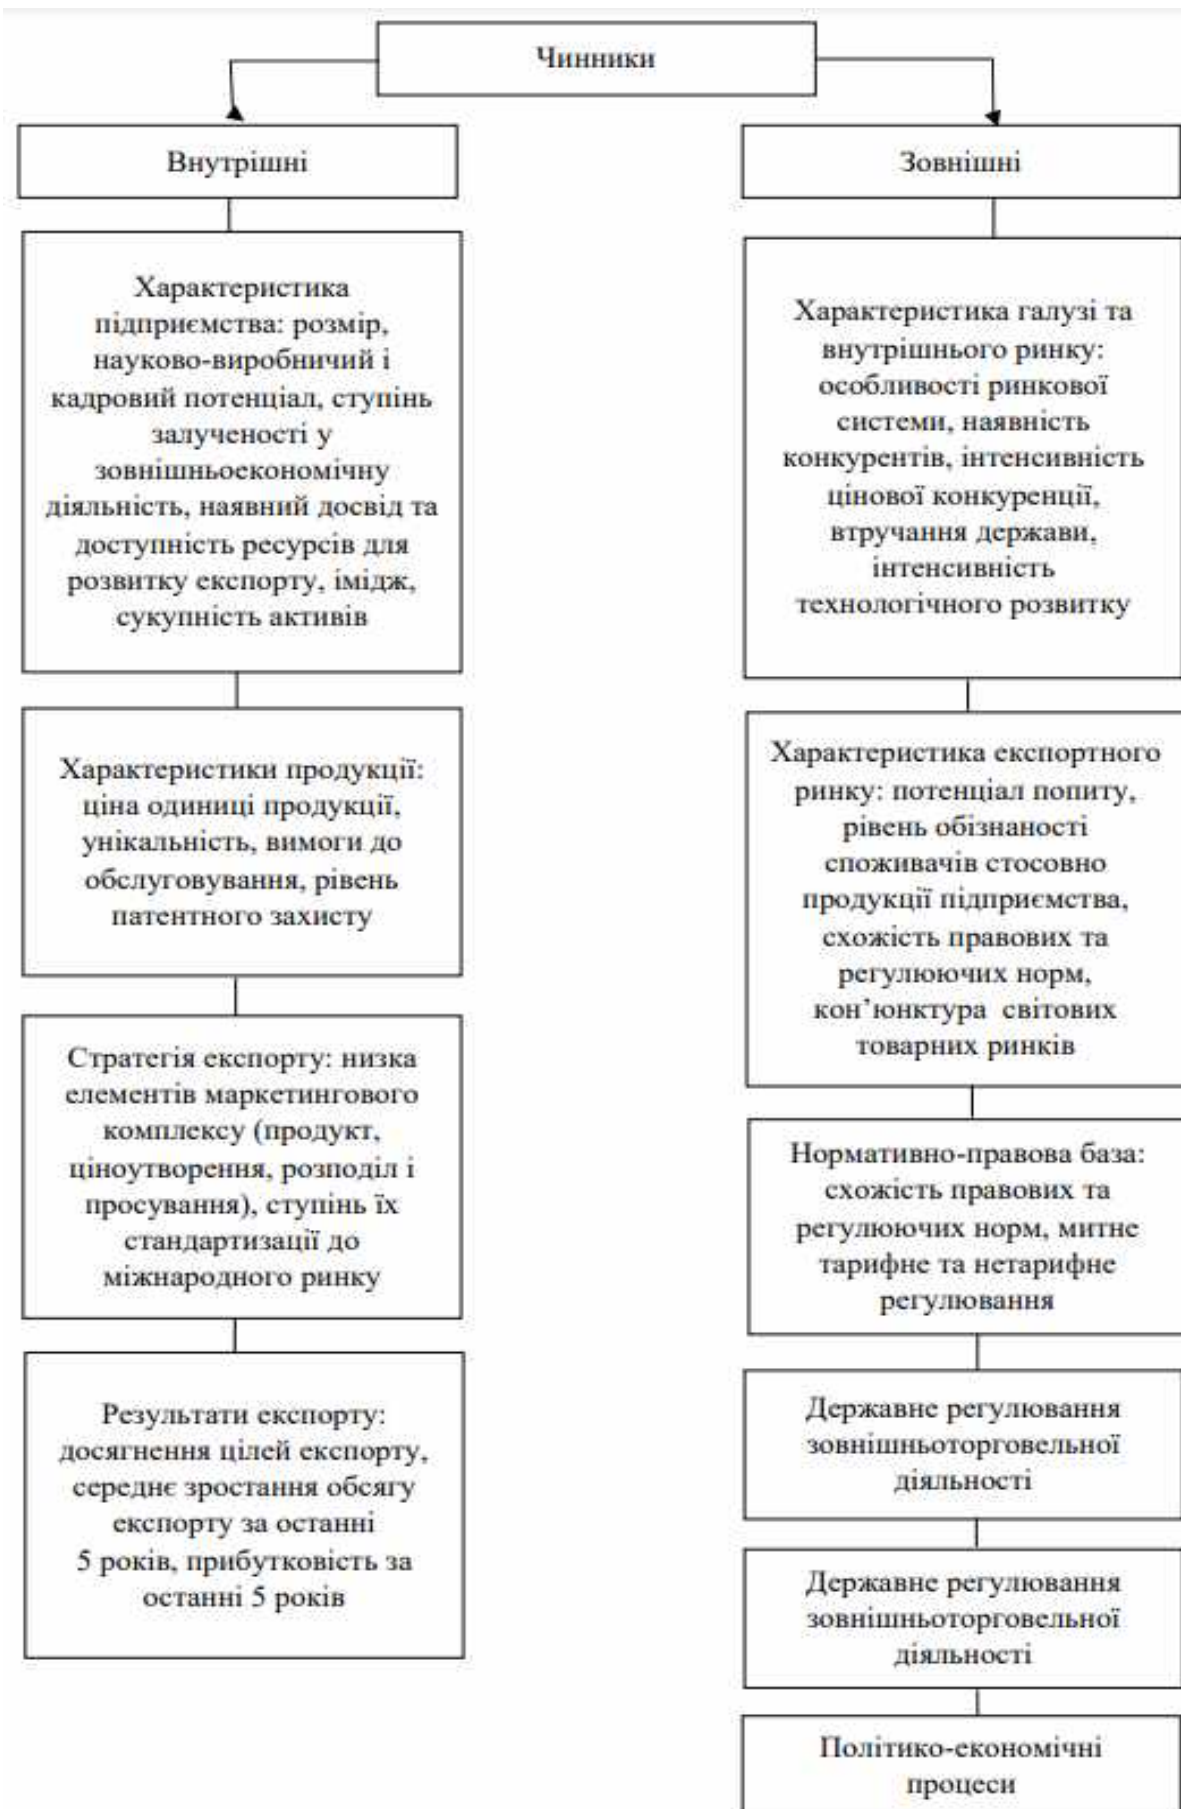 Чинники
Внутрішні
Характеристика
підприємства: розмір,
науково-виробничий і
кадровий потенціал, ступінь
залученості у
зовнішньоекономічну
діяльність, наявний досвід та
доступність ресурсів для
розвитку експорту, імідж,
сукупність активів
Характеристики продукції:
ціна одиниці продукції,
унікальність, вимоги до
обслуговування, рівень
патентного захисту
Стратегія експорту: низка
елементів маркетингового
комплексу (продукт,
ціноутворення, розподіл і
просування), ступінь їх
стандартизації до
міжнародного ринку
Результати експорту:
досягнення цілей експорту,
середнє зростання обсягу
експорту за останні
5 років, прибутковість за
останні 5 років
Зовнішні
Характеристика галузі та
внутрішнього ринку:
особливості ринкової
системи, наявність
конкурентів, інтенсивність
цінової конкуренції,
втручання держави,
інтенсивність
технологічного розвитку
Характеристика експортного
ринку: потенціал попиту,
рівень обізнаності
споживачів стосовно
продукції підприємства,
схожість правових та
регулюючих норм,
кон’юнктура світових
товарних ринків
Нормативно-правова база:
схожість правових та
регулюючих норм, митне
тарифне та нетарифне
регулювання
Державне регулювання
зовнішньоторговельної
діяльності
Державне регулювання
зовнішньоторговельної
діяльності
Політико-економічні
процеси